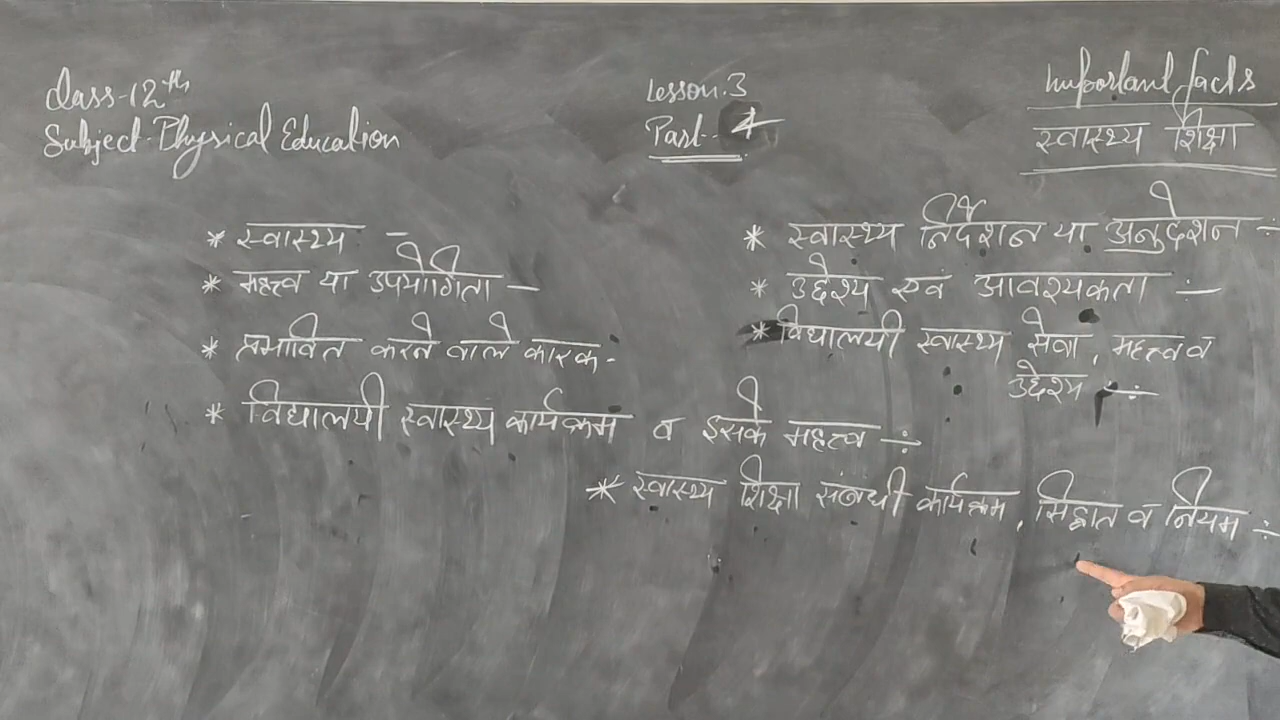 Class-12th
Subject-Physical Education
Lesson.3
Part-4
Important facts
स्वास्थ्य शिक्षा
* स्वास्थ्य -
* महत्त्व या उपयोगिता -
* प्रभावित करने वाले कारक -
* विद्यालयी स्वास्थ्य कार्यक्रम व इसके महत्त्व :-
* स्वास्थ्य निर्देशन या अनुदेशन :-
* उद्देश्य एवं आवश्यकता :-
* विद्यालयी स्वास्थ्य सेवा, महत्त्व व
उद्देश्य :-
* स्वास्थ्य शिक्षा संबधी कार्यक्रम, सिद्धांत व नियम :-